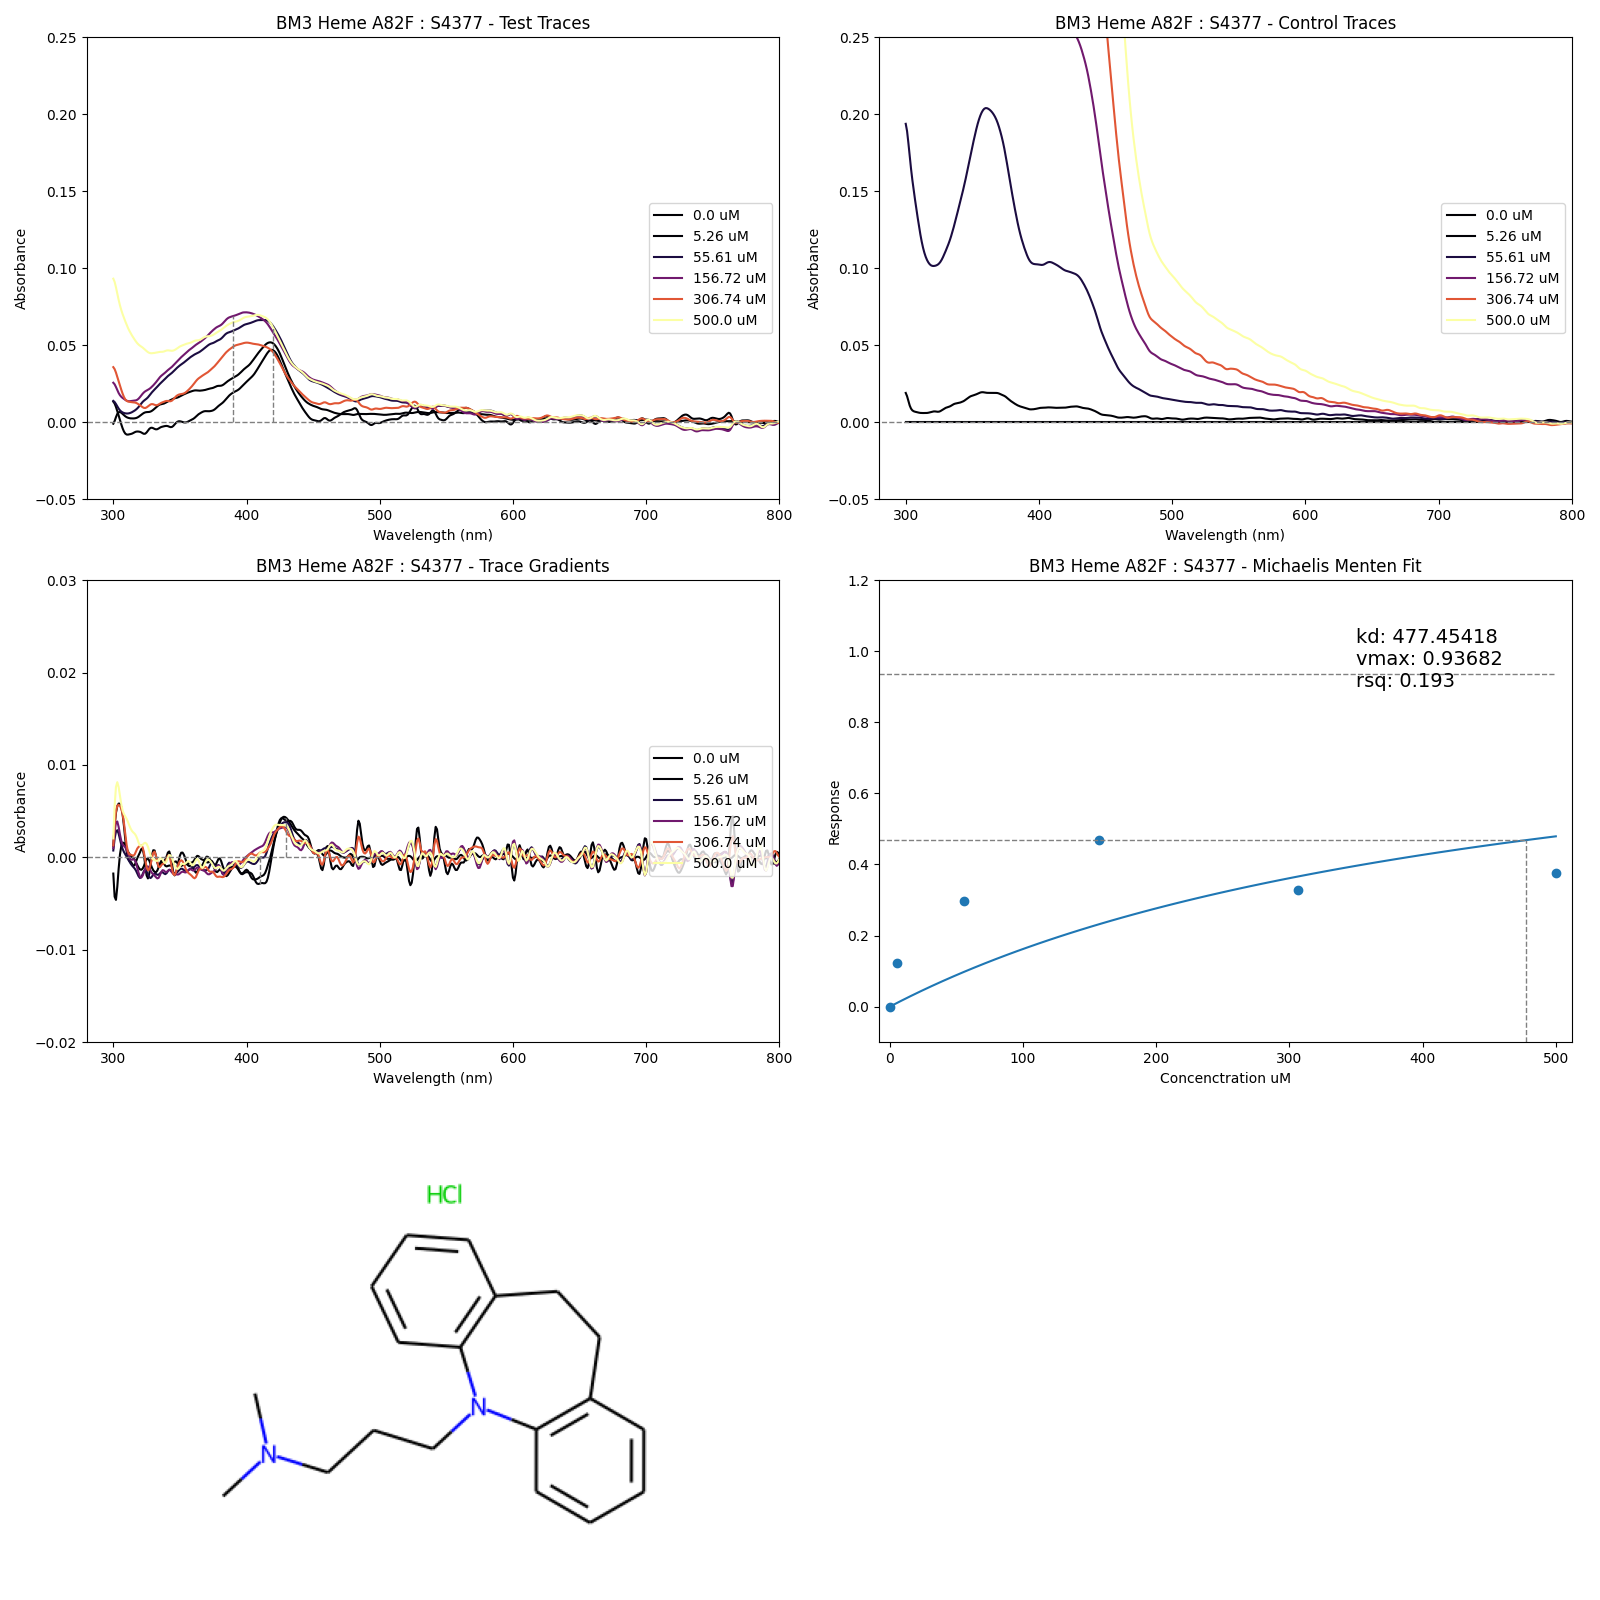 BM3 Heme A82F : S4377 - Test Traces
Absorbance
0.25
0.20
0.15
0.10
0.05
0.00
−0.05
300 400 500 600 700 800
Wavelength (nm)
0.0 uM
5.26 uM
55.61 uM
156.72 uM
306.74 uM
500.0 uM
BM3 Heme A82F : S4377 - Control Traces
Absorbance
0.25
0.20
0.15
0.10
0.05
0.00
−0.05
300 400 500 600 700 800
Wavelength (nm)
0.0 uM
5.26 uM
55.61 uM
156.72 uM
306.74 uM
500.0 uM
BM3 Heme A82F : S4377 - Trace Gradients
Absorbance
0.03
0.02
0.01
0.00
−0.01
−0.02
300 400 500 600 700 800
Wavelength (nm)
0.0 uM
5.26 uM
55.61 uM
156.72 uM
306.74 uM
500.0 uM
BM3 Heme A82F : S4377 - Michaelis Menten Fit
Response
1.2
1.0
0.8
0.6
0.4
0.2
0.0
0 100 200 300 400 500
Concenctration uM
kd: 477.45418
vmax: 0.93682
rsq: 0.193
HCl
N
N